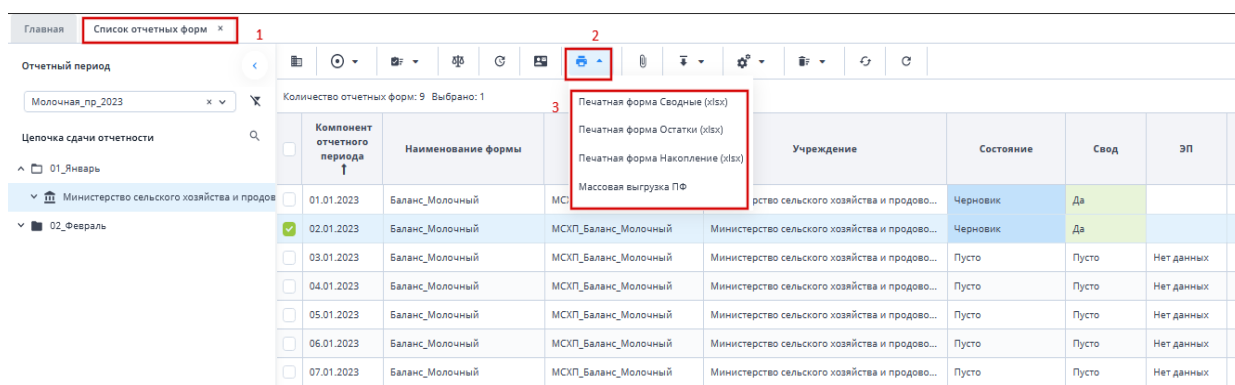 Главная
Список отчетных форм ×
1
2
Отчетный период
Молочная_пр_2023
Количество отчетных форм: 9 Выбрано: 1
3
Печатная форма Сводные (xlsx)
Печатная форма Остатки (xlsx)
Печатная форма Накопление (xlsx)
Массовая выгрузка ПФ
Цепочка сдачи отчетности
01_Январь
Министерство сельского хозяйства и продов
02_Февраль
Компонент отчетного периода ↑ Наименование формы Учреждение Состояние Свод ЭП
01.01.2023 Баланс_Молочный МСХ рство сельского хозяйства и продово... Черновик Да
02.01.2023 Баланс_Молочный МСХП_Баланс_Молочный Министерство сельского хозяйства и продово... Черновик Да
03.01.2023 Баланс_Молочный МСХП_Баланс_Молочный Министерство сельского хозяйства и продово... Пусто Пусто Нет данных
04.01.2023 Баланс_Молочный МСХП_Баланс_Молочный Министерство сельского хозяйства и продово... Пусто Пусто Нет данных
05.01.2023 Баланс_Молочный МСХП_Баланс_Молочный Министерство сельского хозяйства и продово... Пусто Пусто Нет данных
06.01.2023 Баланс_Молочный МСХП_Баланс_Молочный Министерство сельского хозяйства и продово... Пусто Пусто Нет данных
07.01.2023 Баланс_Молочный МСХП_Баланс_Молочный Министерство сельского хозяйства и продово... Пусто Пусто Нет данных